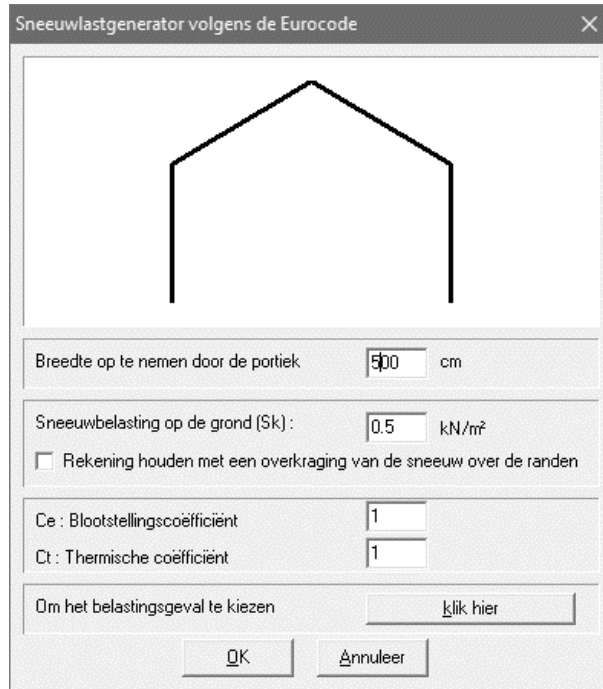 Sneeuwlastgenerator volgens de Eurocode
Breedte op te nemen door de portiek 500 cm
Sneeuwbelasting op de grond (Sk) : 0.5 kN/m²
Rekening houden met een overkraging van de sneeuw over de randen
Ce : Blootstellingscoëfficiënt 1
Ct : Thermische coëfficiënt 1
Om het belastingsgeval te kiezen klik hier
OK Annuleer